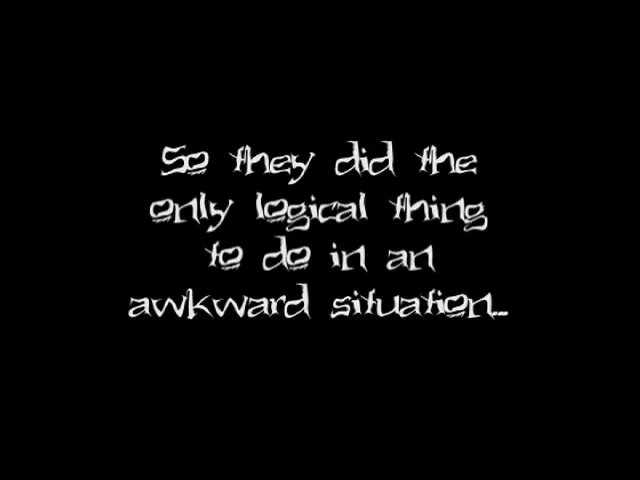 So they did the
only logical thing
to do in an
awkward situation...